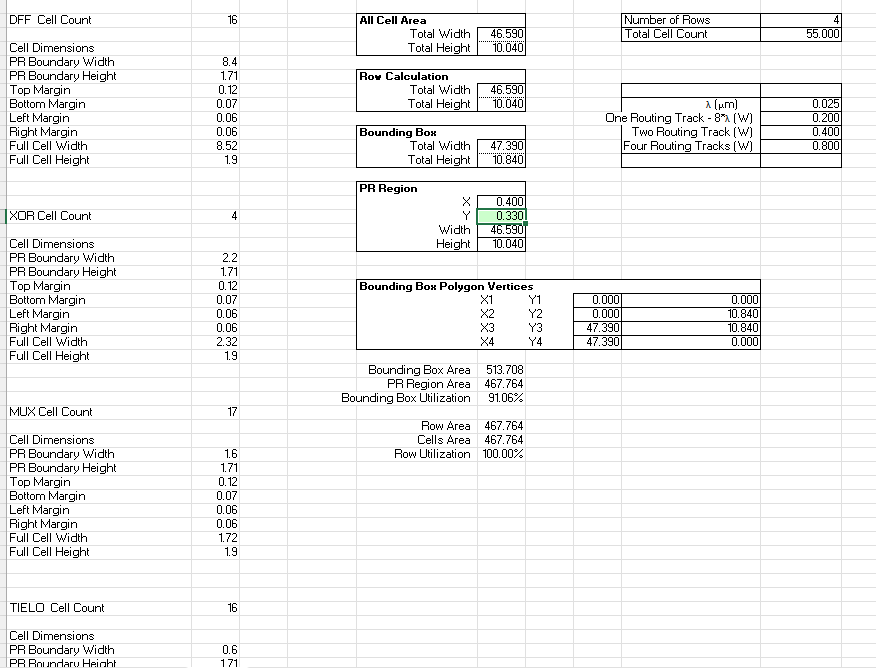 DFF Cell Count 16
Cell Dimensions
PR Boundary Width 8.4
PR Boundary Height 1.71
Top Margin 0.12
Bottom Margin 0.07
Left Margin 0.06
Right Margin 0.06
Full Cell Width 8.52
Full Cell Height 1.9
XOR Cell Count 4
Cell Dimensions
PR Boundary Width 2.2
PR Boundary Height 1.71
Top Margin 0.12
Bottom Margin 0.07
Left Margin 0.06
Right Margin 0.06
Full Cell Width 2.32
Full Cell Height 1.9
MUX Cell Count 17
Cell Dimensions
PR Boundary Width 1.6
PR Boundary Height 1.71
Top Margin 0.12
Bottom Margin 0.07
Left Margin 0.06
Right Margin 0.06
Full Cell Width 1.72
Full Cell Height 1.9
TIELO Cell Count 16
Cell Dimensions
PR Boundary Width 0.6
PR Boundary Height 1.71
All Cell Area
Total Width 46.590
Total Height 10.040
Row Calculation
Total Width 46.590
Total Height 10.040
Bounding Box
Total Width 47.390
Total Height 10.840
PR Region
X 0.400
Y 0.330
Width 46.590
Height 10.040
Bounding Box Polygon Vertices
X1 Y1 0.000 0.000
X2 Y2 0.000 10.840
X3 Y3 47.390 10.840
X4 Y4 47.390 0.000
Bounding Box Area 513.708
PR Region Area 467.764
Bounding Box Utilization 91.06%
Row Area 467.764
Cells Area 467.764
Row Utilization 100.00%
Number of Rows 4
Total Cell Count 55.000
λ (μm) 0.025
One Routing Track - 8*λ (W) 0.200
Two Routing Track (W) 0.400
Four Routing Tracks (W) 0.800